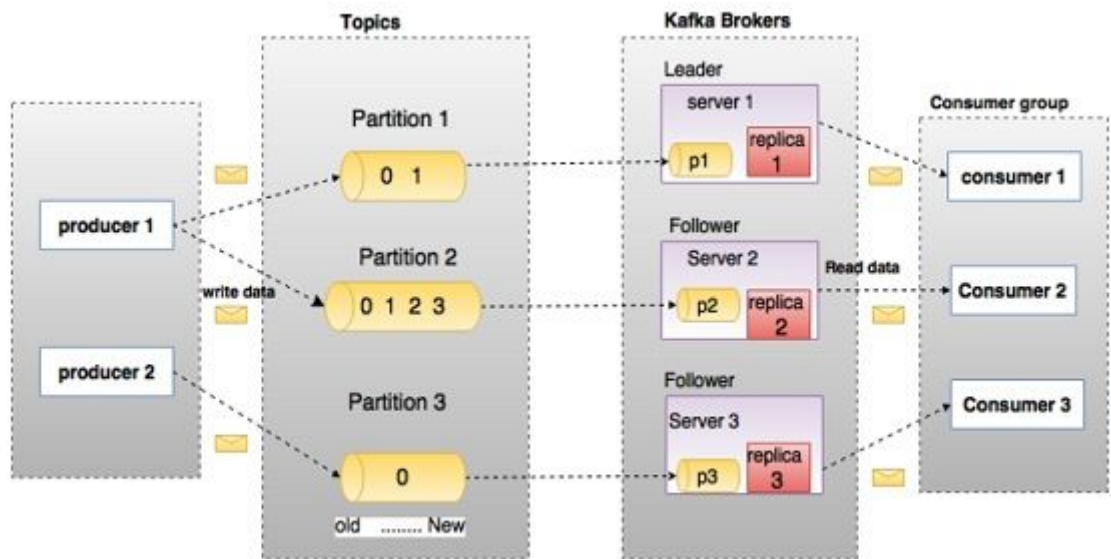 Topics
Kafka Brokers
Leader
server 1
Consumer group
Partition 1
0 1
p1
replica
1
consumer 1
producer 1
Follower
Server 2
Partition 2
Read data
write data
0 1 2 3
p2
replica
2
Consumer 2
producer 2
Follower
Partition 3
Server 3
Consumer 3
0
p3
replica
3
old ........ New